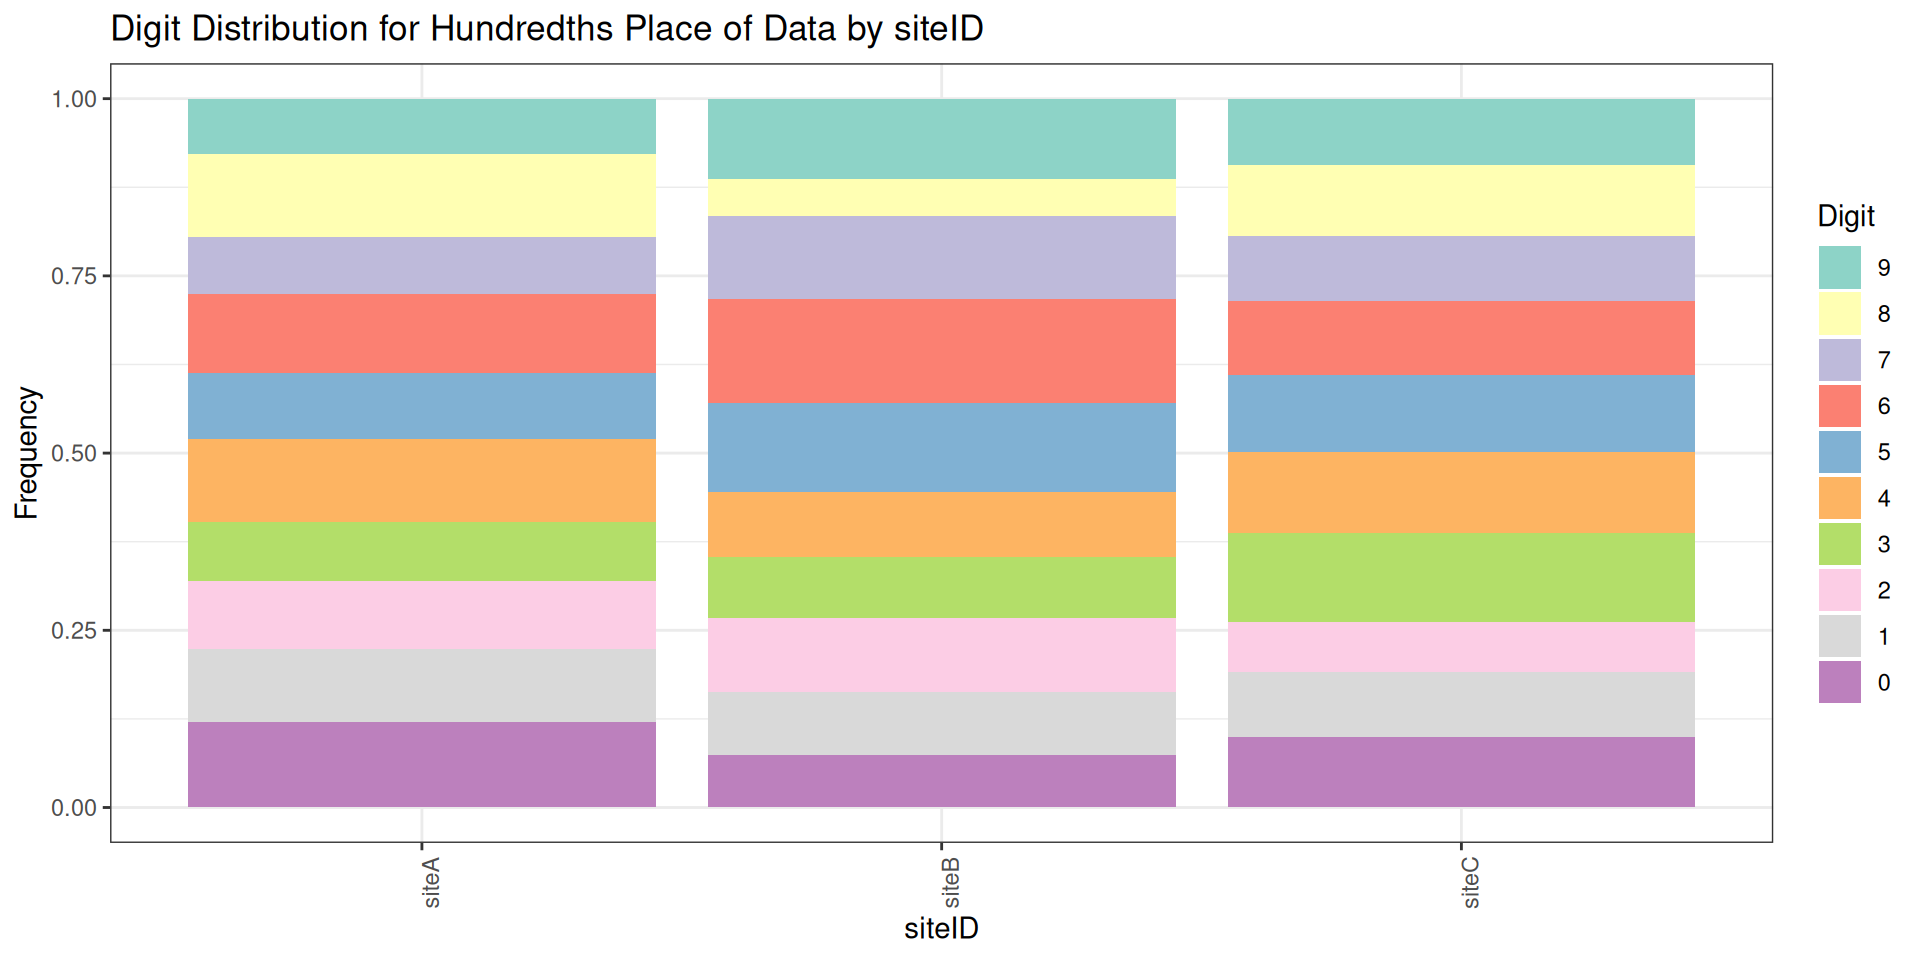 Digit Distribution for Hundredths Place of Data by siteID
1.00
0.75
0.50
0.25
0.00
Frequency
siteA
siteB
siteC
siteID
Digit
9
8
7
6
5
4
3
2
1
0